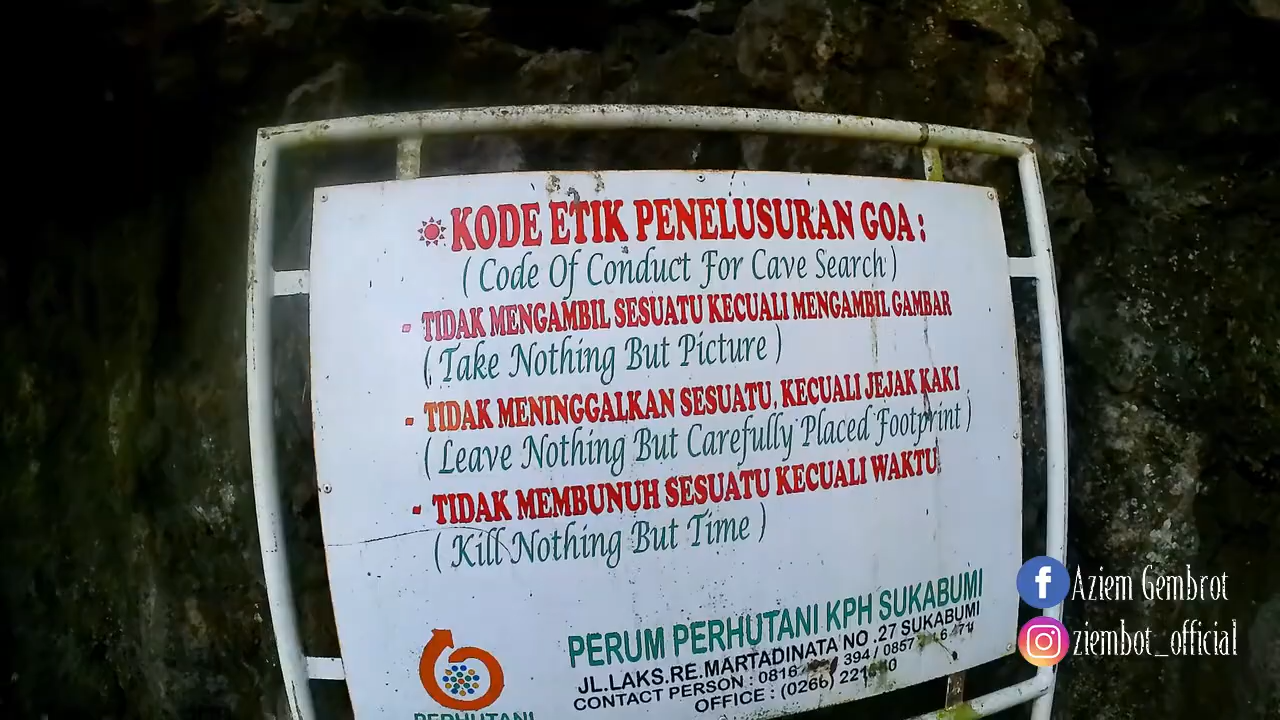 KODE ETIK PENELUSURAN GOA :
( Code Of Conduct For Cave Search )
- TIDAK MENGAMBIL SESUATU KECUALI MENGAMBIL GAMBAR
( Take Nothing But Picture )
- TIDAK MENINGGALKAN SESUATU, KECUALI JEJAK KAKI
( Leave Nothing But Carefully Placed Footprint )
- TIDAK MEMBUNUH SESUATU KECUALI WAKTU
( Kill Nothing But Time )
PERUM PERHUTANI KPH SUKABUMI
JL.LAKS.RE.MARTADINATA NO .27 SUKABUMI
CONTACT PERSON : 0816 394 / 0857
OFFICE : (0266)
PERHUTANI
Aziem Gembrot
ziembot_official